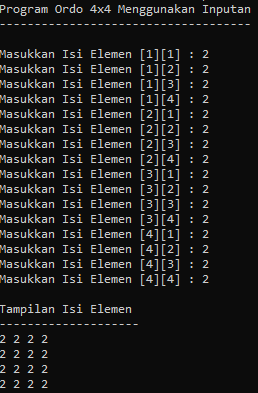 Program Ordo 4x4 Menggunakan Inputan
------------------------------------
Masukkan Isi Elemen [1][1] : 2
Masukkan Isi Elemen [1][2] : 2
Masukkan Isi Elemen [1][3] : 2
Masukkan Isi Elemen [1][4] : 2
Masukkan Isi Elemen [2][1] : 2
Masukkan Isi Elemen [2][2] : 2
Masukkan Isi Elemen [2][3] : 2
Masukkan Isi Elemen [2][4] : 2
Masukkan Isi Elemen [3][1] : 2
Masukkan Isi Elemen [3][2] : 2
Masukkan Isi Elemen [3][3] : 2
Masukkan Isi Elemen [3][4] : 2
Masukkan Isi Elemen [4][1] : 2
Masukkan Isi Elemen [4][2] : 2
Masukkan Isi Elemen [4][3] : 2
Masukkan Isi Elemen [4][4] : 2
Tampilan Isi Elemen
--------------------
2 2 2 2
2 2 2 2
2 2 2 2
2 2 2 2